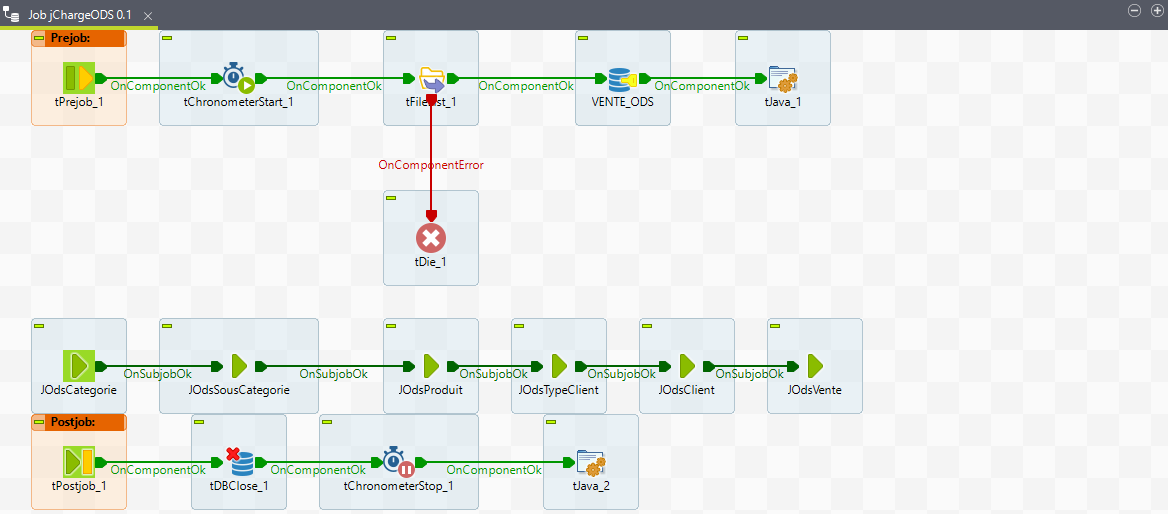 Job jChargeODS 0.1
Prejob:
OnComponentOk
OnComponentOk
OnComponentOk
OnComponentOk
tPrejob_1
tChronometerStart_1
VENTE_ODS
tJava_1
OnComponentError
tDie_1
OnSubjobOk
OnSubjobOk
OnSubjobOk
OnSubjobOk
OnSubjobOk
JOdsCategorie
JOdsSousCategorie
JOdsProduit
JOdsTypeClient
JOdsClient
JOdsVente
Postjob:
OnComponentOk
OnComponentOk
OnComponentOk
tPostjob_1
tDBClose_1
tChronometerStop_1
tJava_2